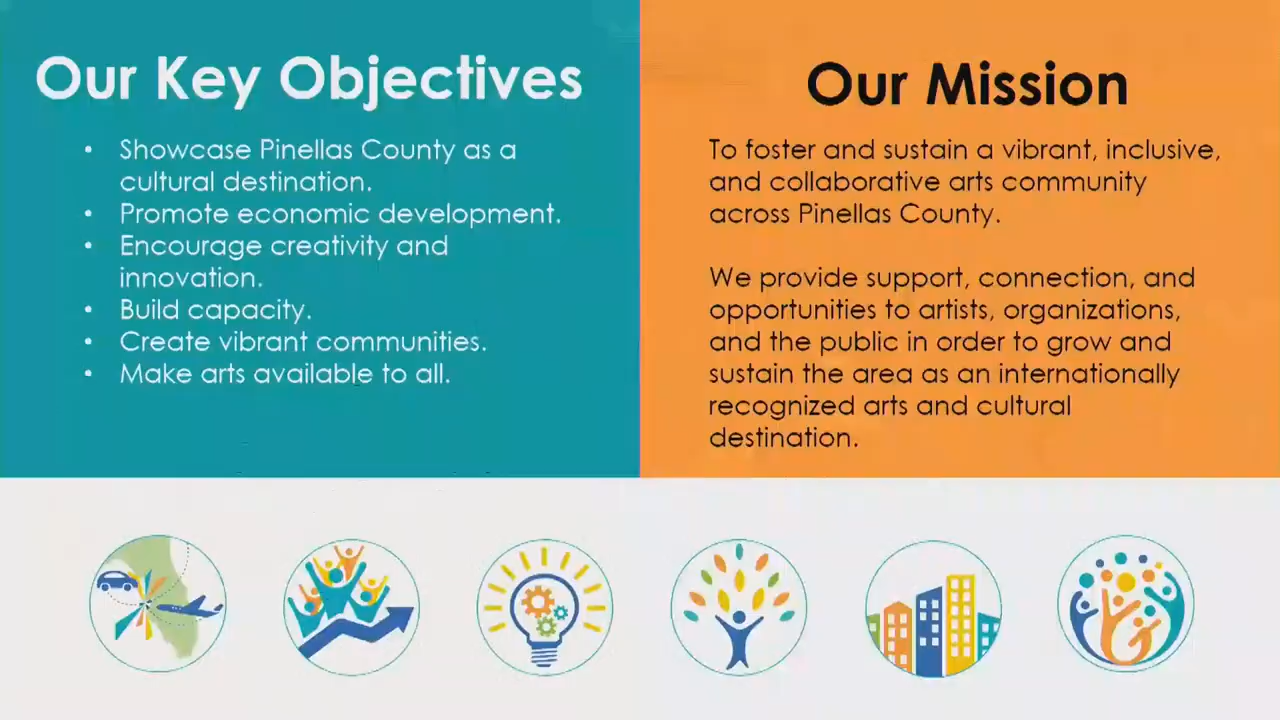 Our Key Objectives
• Showcase Pinellas County as a
cultural destination.
• Promote economic development.
• Encourage creativity and
innovation.
• Build capacity.
• Create vibrant communities.
• Make arts available to all.
Our Mission
To foster and sustain a vibrant, inclusive,
and collaborative arts community
across Pinellas County.
We provide support, connection, and
opportunities to artists, organizations,
and the public in order to grow and
sustain the area as an internationally
recognized arts and cultural
destination.